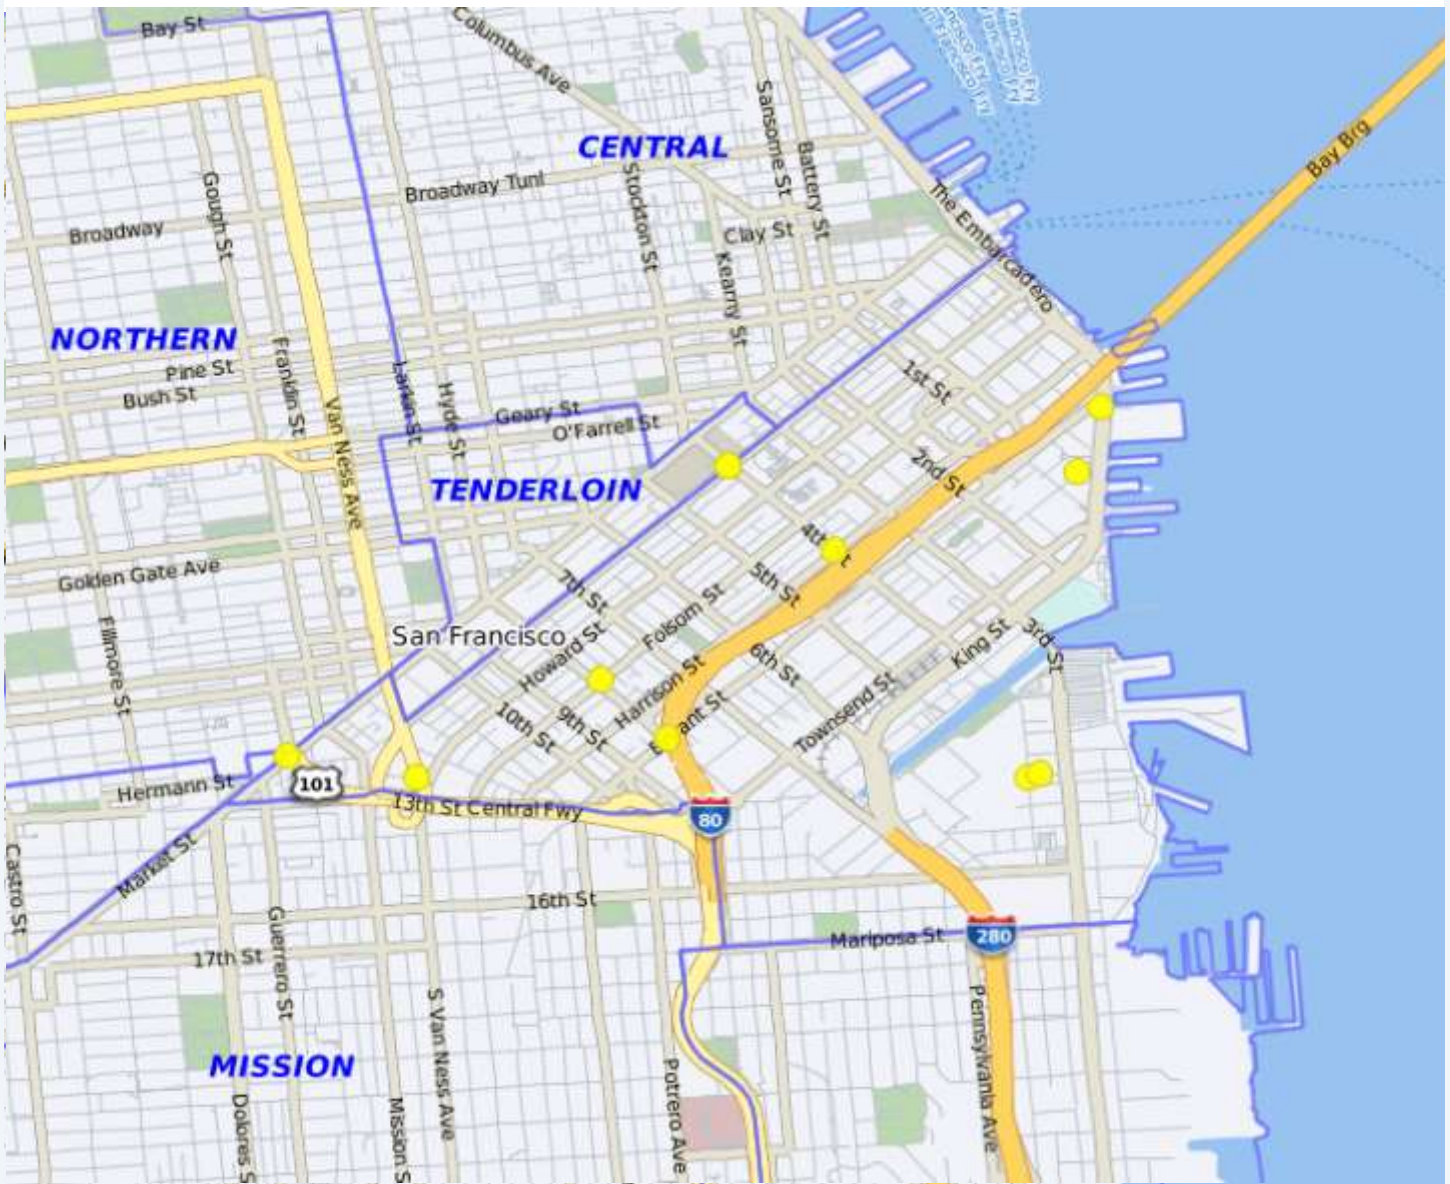 Bay St
Columbus Ave
Sansome St
Battery St
CENTRAL
Bay Brg
Broadway Tunl
Stockton St
Gough St
The Embarcadero
Broadway
Clay St
Kearny St
NORTHERN
Franklin St
Pine St
Bush St
Larkin St
Hyde St
Van Ness Ave
Geary St
O'Farrell St
1st St
2nd St
TENDERLOIN
Golden Gate Ave
7th St
5th St
Folsom St
Fillmore St
San Francisco
Howard St
Harrison St
6th St
King St
3rd St
10th St
9th St
Townsend St
Hermann St
101
13th St Central Fwy
80
Market St
Castro St
16th St
Guerrero St
17th St
Mariposa St
280
S Van Ness Ave
Pennsylvania Ave
MISSION
Potrero Ave
Dolores S
Mission S